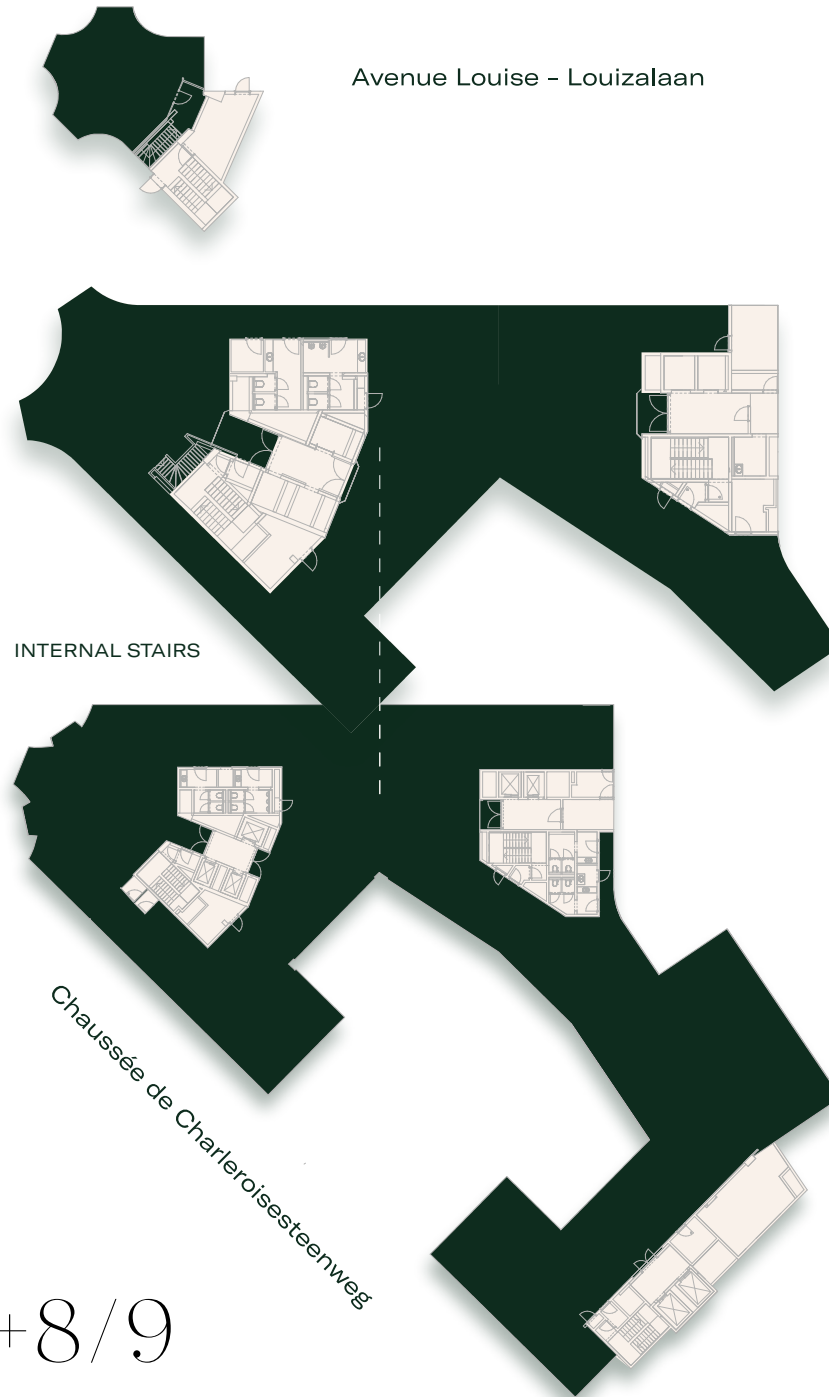 Avenue Louise - Louizalaan
INTERNAL STAIRS
Chaussée de Charleroisesteenweg
+8/9